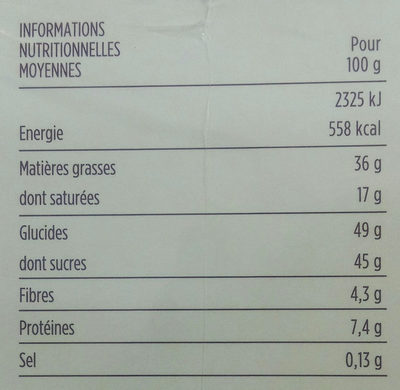 INFORMATIONS
NUTRITIONNELLES
MOYENNES
Pour
100 g
2325 kJ
Energie 558 kcal
Matières grasses 36 g
dont saturées 17 g
Glucides 49 g
dont sucres 45 g
Fibres 4,3 g
Protéines 7,4 g
Sel 0,13 g